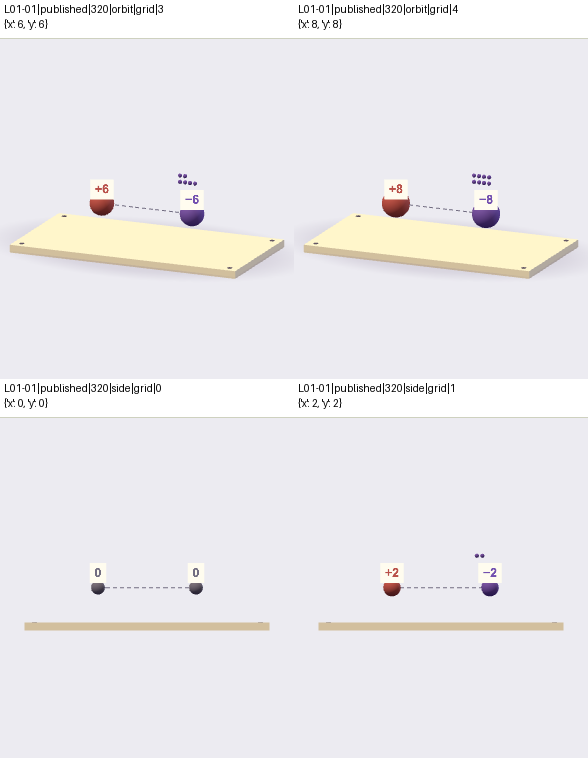 L01-01|published|320|orbit|grid|3
{'x': 6, 'y': 6}
L01-01|published|320|orbit|grid|4
{'x': 8, 'y': 8}
+6
−6
+8
−8
L01-01|published|320|side|grid|0
{'x': 0, 'y': 0}
L01-01|published|320|side|grid|1
{'x': 2, 'y': 2}
0
0
+2
−2